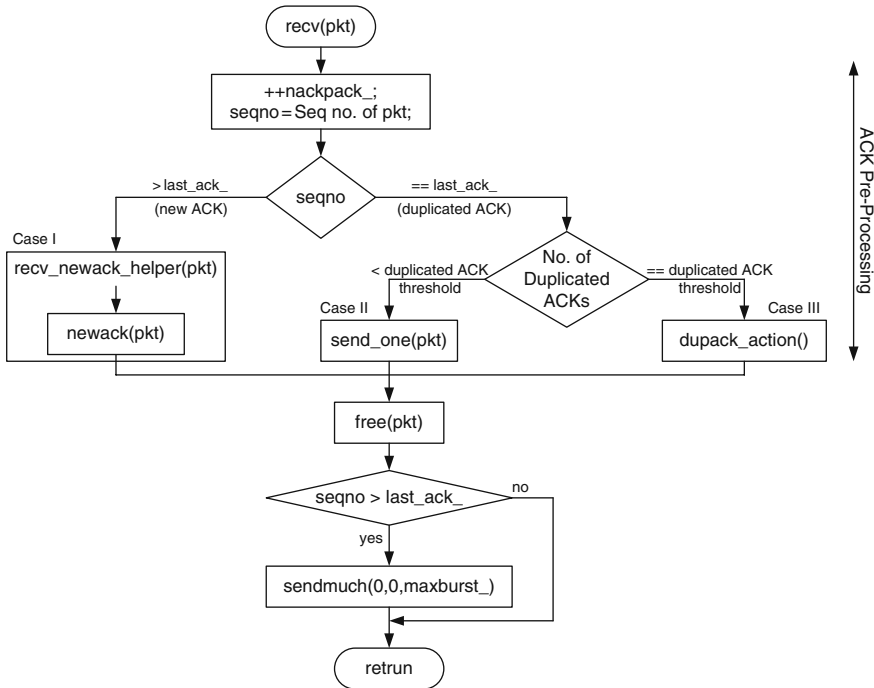 recv(pkt)
++nackpack_;
seqno=Seq no. of pkt;
seqno
>last_ack_
(new ACK)
== last_ack_
(duplicated ACK)
Case I
recv_newack_helper(pkt)
newack(pkt)
No. of
Duplicated
ACKs
< duplicated ACK
threshold
== duplicated ACK
threshold
Case II
send_one(pkt)
Case III
dupack_action()
ACK Pre-Processing
free(pkt)
seqno > last_ack_
no
yes
sendmuch(0,0,maxburst_)
retrun